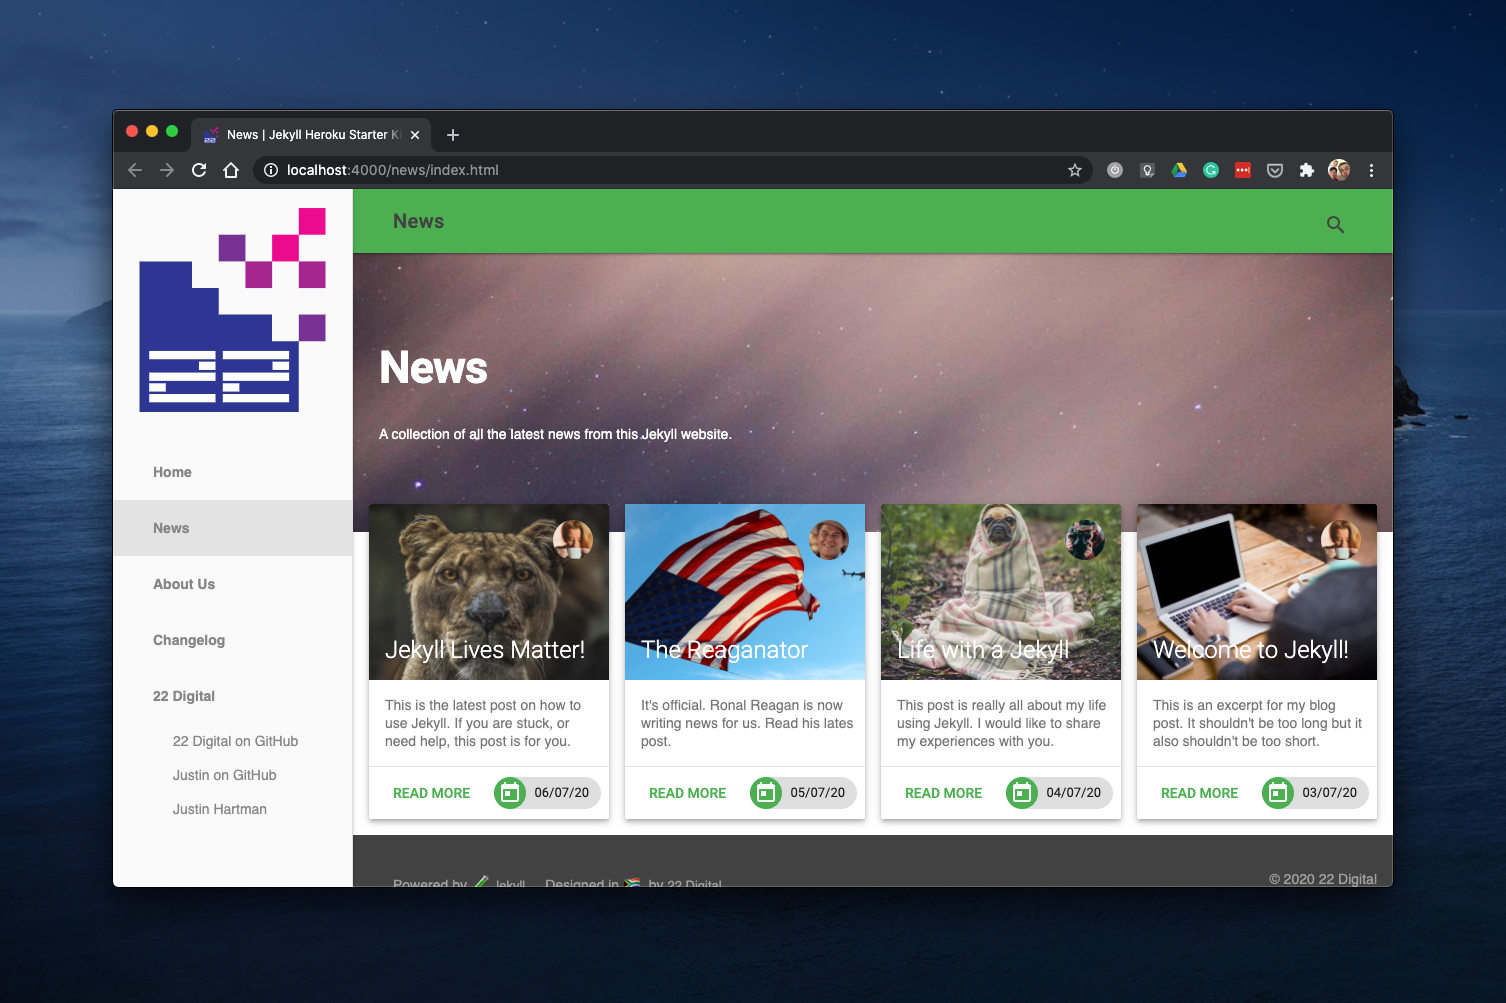 News | Jekyll Heroku Starter Ki
localhost:4000/news/index.html
News
Home
News
About Us
Changelog
22 Digital
22 Digital on GitHub
Justin on GitHub
Justin Hartman
News
A collection of all the latest news from this Jekyll website.
Jekyll Lives Matter!
This is the latest post on how to
use Jekyll. If you are stuck, or
need help, this post is for you.
READ MORE 06/07/20
The Reaganator
It's official. Ronal Reagan is now
writing news for us. Read his lates
post.
READ MORE 05/07/20
Life with a Jekyll
This post is really all about my life
using Jekyll. I would like to share
my experiences with you.
READ MORE 04/07/20
Welcome to Jekyll!
This is an excerpt for my blog
post. It shouldn't be too long but it
also shouldn't be too short.
READ MORE 03/07/20
Powered by Jekyll Designed in by 22 Digital
© 2020 22 Digital